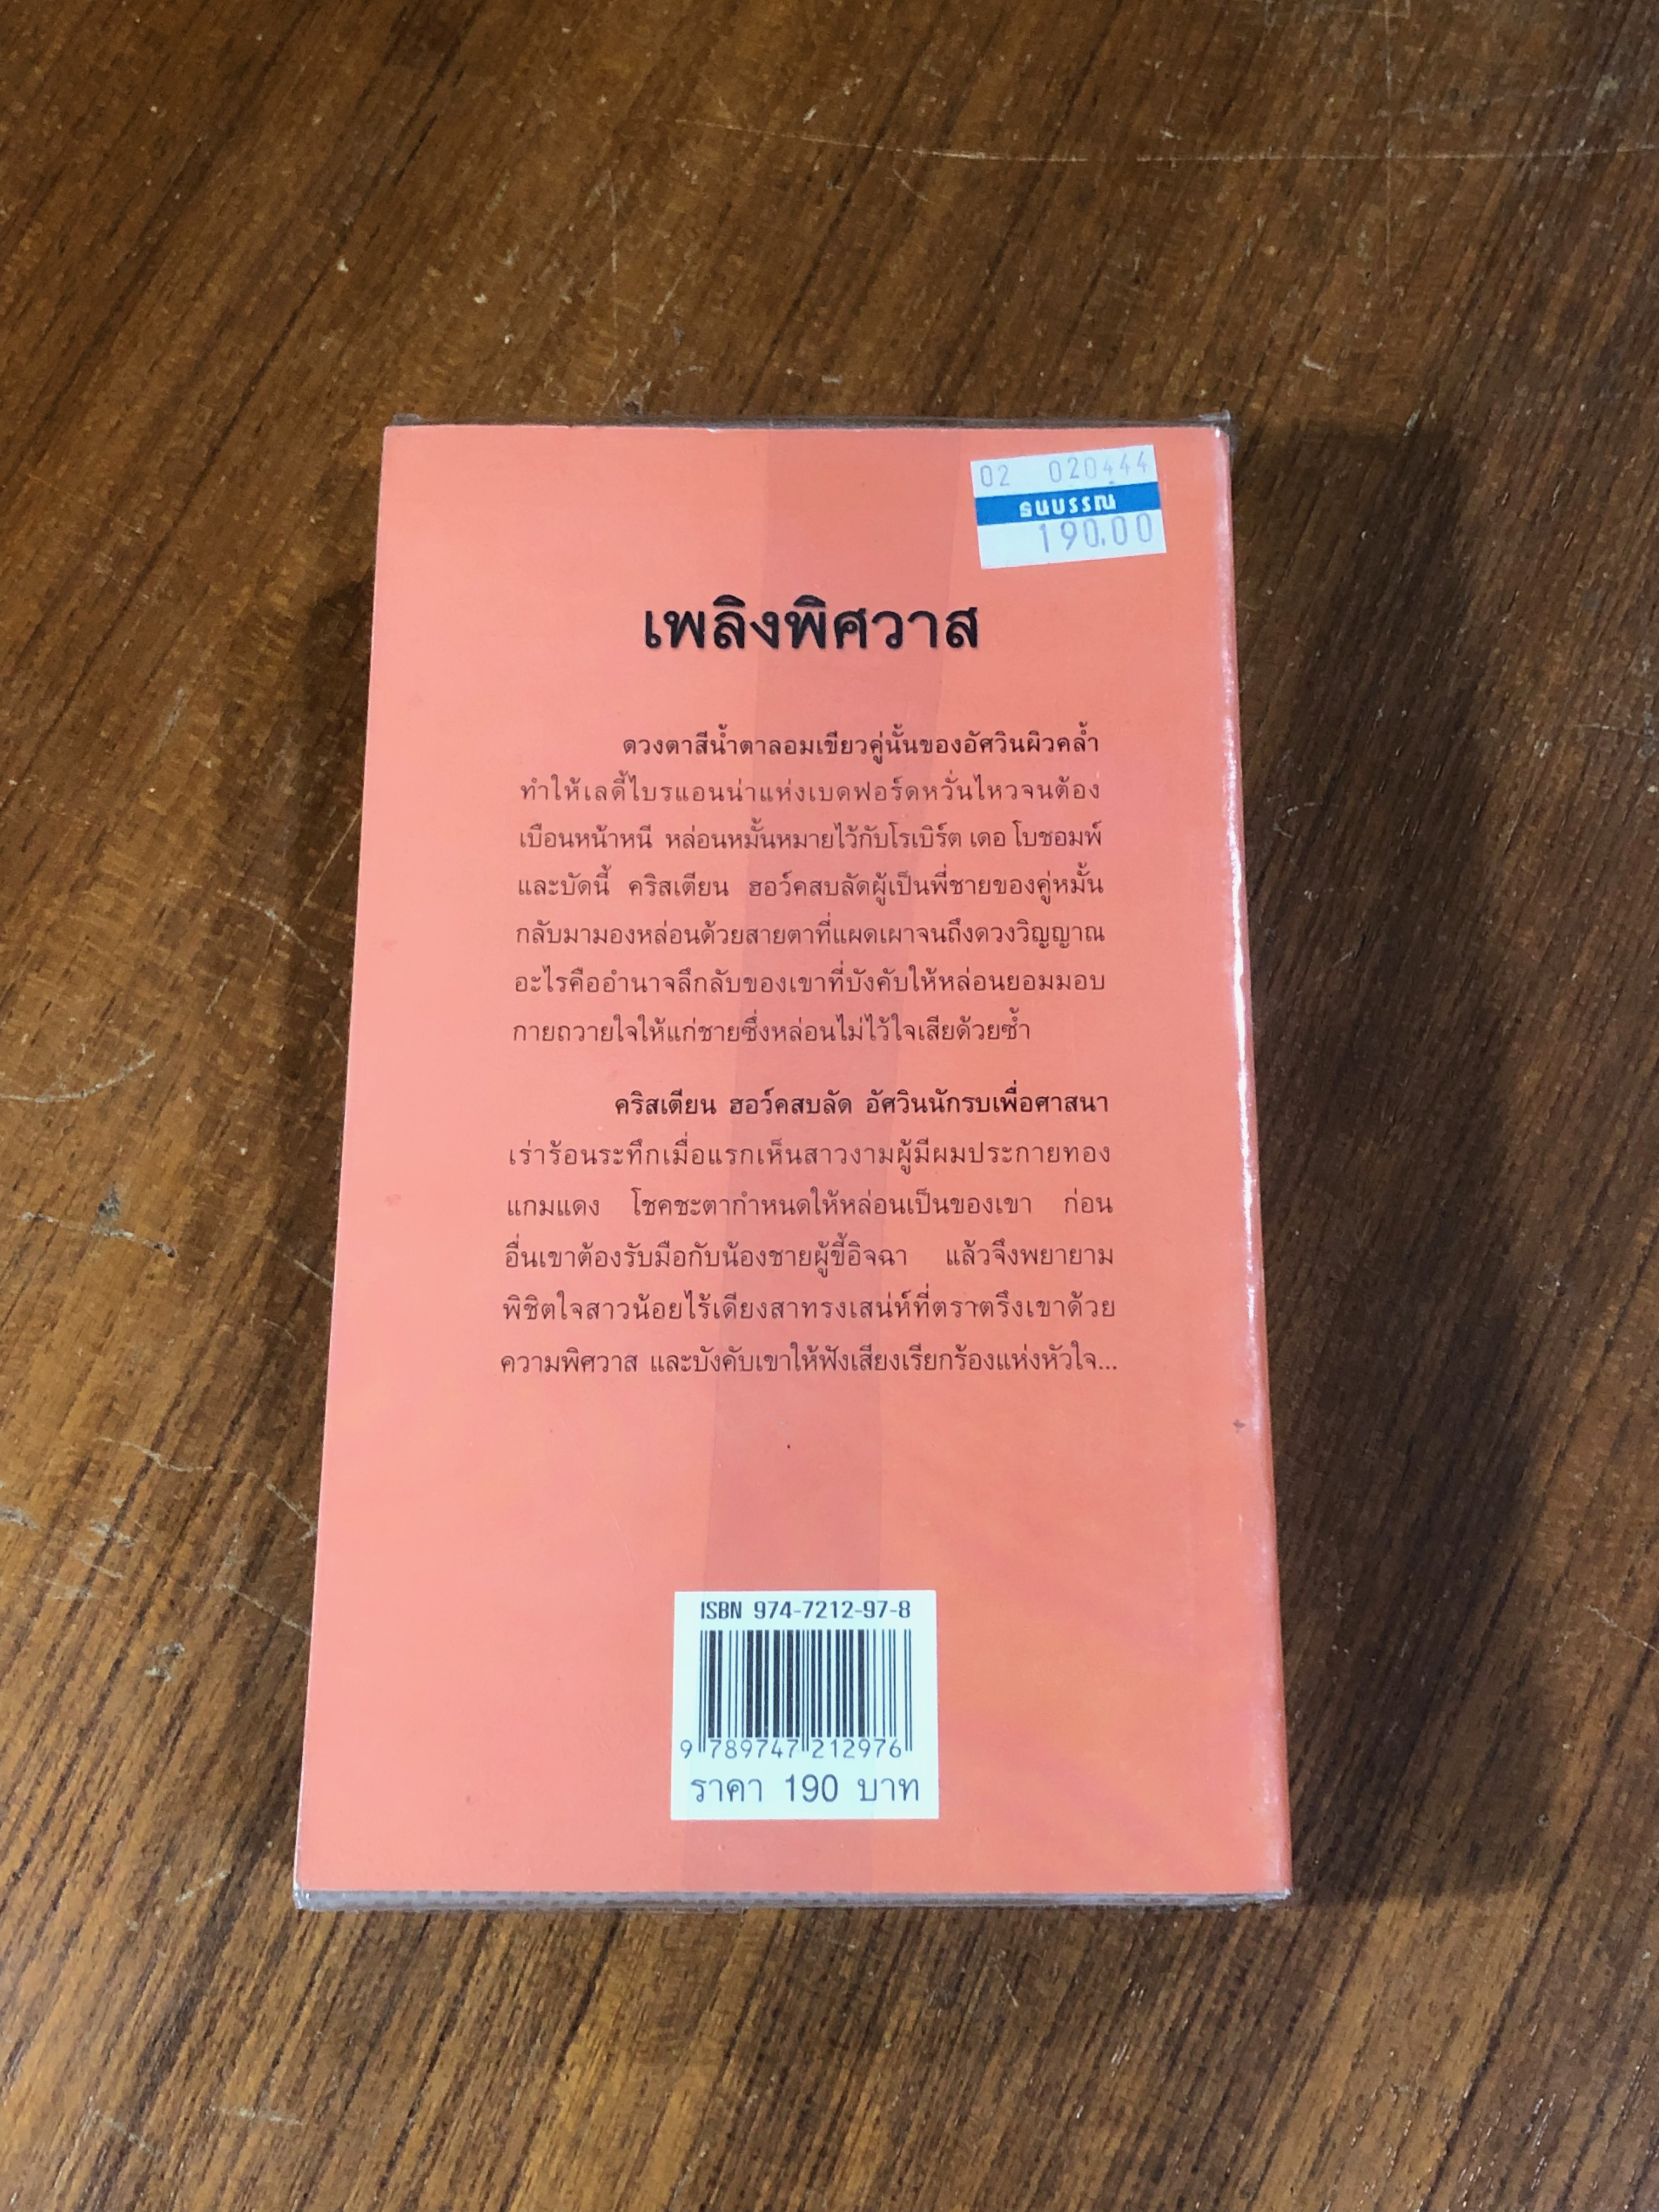 02 020444
ธนบรรณ
190.00
เพลิงพิศวาส
ดวงตาสีน้ำตาลอมเขียวคู่นั้นของอัศวินผิวคล้ำ
ทำให้เลดี้ไบรแอนน่าแห่งเบดฟอร์ดหวั่นไหวจนต้อง
เบือนหน้าหนี หล่อนหมั้นหมายไว้กับโรเบิร์ต เดอ โบชอมพ์
และบัดนี้ คริสเตียน ฮอว์คสบลัดผู้เป็นพี่ชายของคู่หมั้น
กลับมามองหล่อนด้วยสายตาที่แผดเผาจนถึงดวงวิญญาณ
อะไรคืออำนาจลึกลับของเขาที่บังคับให้หล่อนยอมมอบ
กายถวายใจให้แก่ชายซึ่งหล่อนไม่ไว้ใจเสียด้วยซ้ำ
คริสเตียน ฮอว์คสบลัด อัศวินนักรบเพื่อศาสนา
เร่าร้อนระทึกเมื่อแรกเห็นสาวงามผู้มีผมประกายทอง
แกมแดง โชคชะตากำหนดให้หล่อนเป็นของเขา ก่อน
อื่นเขาต้องรับมือกับน้องชายผู้ขี้อิจฉา แล้วจึงพยายาม
พิชิตใจสาวน้อยไร้เดียงสาทรงเสน่ห์ที่ตราตรึงเขาด้วย
ความพิศวาส และบังคับเขาให้ฟังเสียงเรียกร้องแห่งหัวใจ...
ISBN 974-7212-97-8
9 789747 212976
ราคา 190 บาท